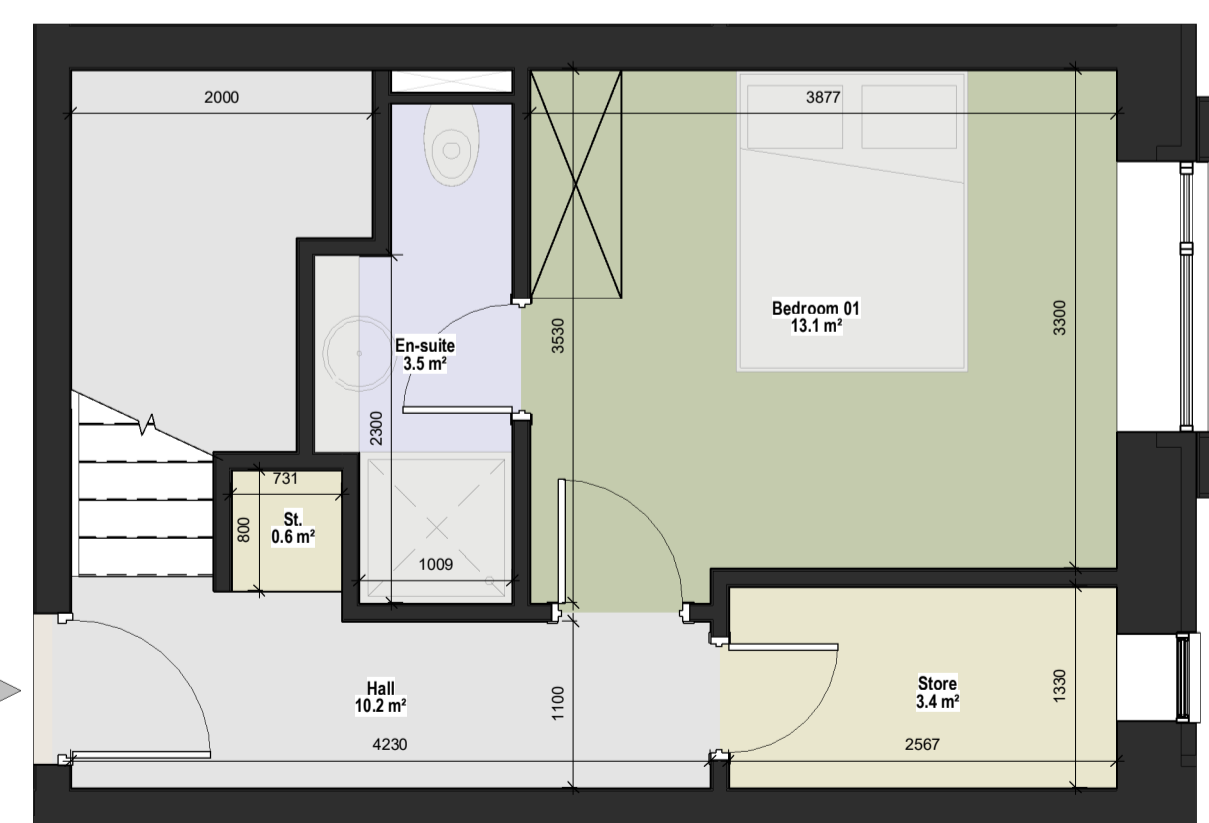 2000
3877
Bedroom 01
13.1 m²
3530
3300
En-suite
3.5 m²
2300
731
800
St.
0.6 m²
1009
Hall
10.2 m²
1100
4230
Store
3.4 m²
1330
2567